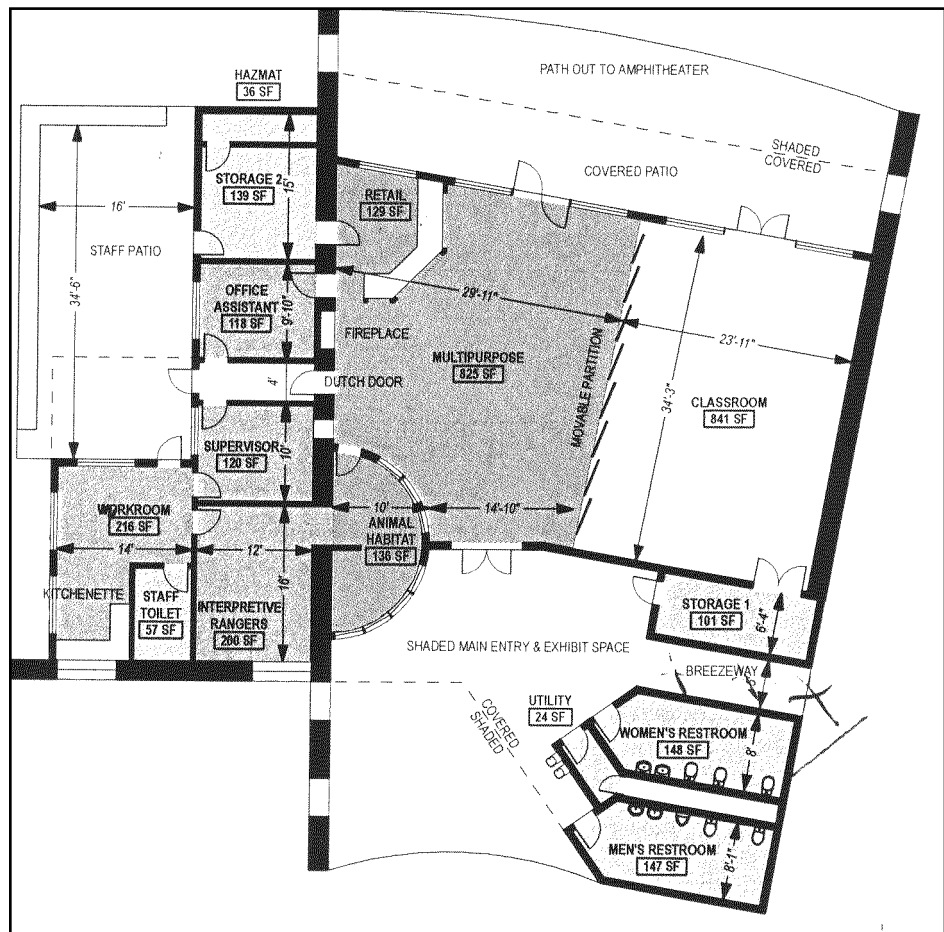 HAZMAT
36 SF
PATH OUT TO AMPHITHEATER
SHADED
COVERED
COVERED PATIO
STORAGE 2
139 SF
15'
RETAIL
129 SF
16'
STAFF PATIO
34'-6"
OFFICE
ASSISTANT
118 SF
9'-10"
29'-11"
23'-11"
FIREPLACE
MULTIPURPOSE
825 SF
MOVABLE PARTITION
34'-3"
CLASSROOM
841 SF
4'
DUTCH DOOR
SUPERVISOR
120 SF
10'
WORKROOM
216 SF
14'
12'
10'
ANIMAL
HABITAT
136 SF
14'-10"
KITCHENETTE
STAFF
TOILET
57 SF
INTERPRETIVE
RANGERS
200 SF
16'
STORAGE 1
101 SF
6'-4"
SHADED MAIN ENTRY & EXHIBIT SPACE
BREEZEWAY
COVERED
SHADED
UTILITY
24 SF
WOMEN'S RESTROOM
148 SF
8'
MEN'S RESTROOM
147 SF
8'-1"